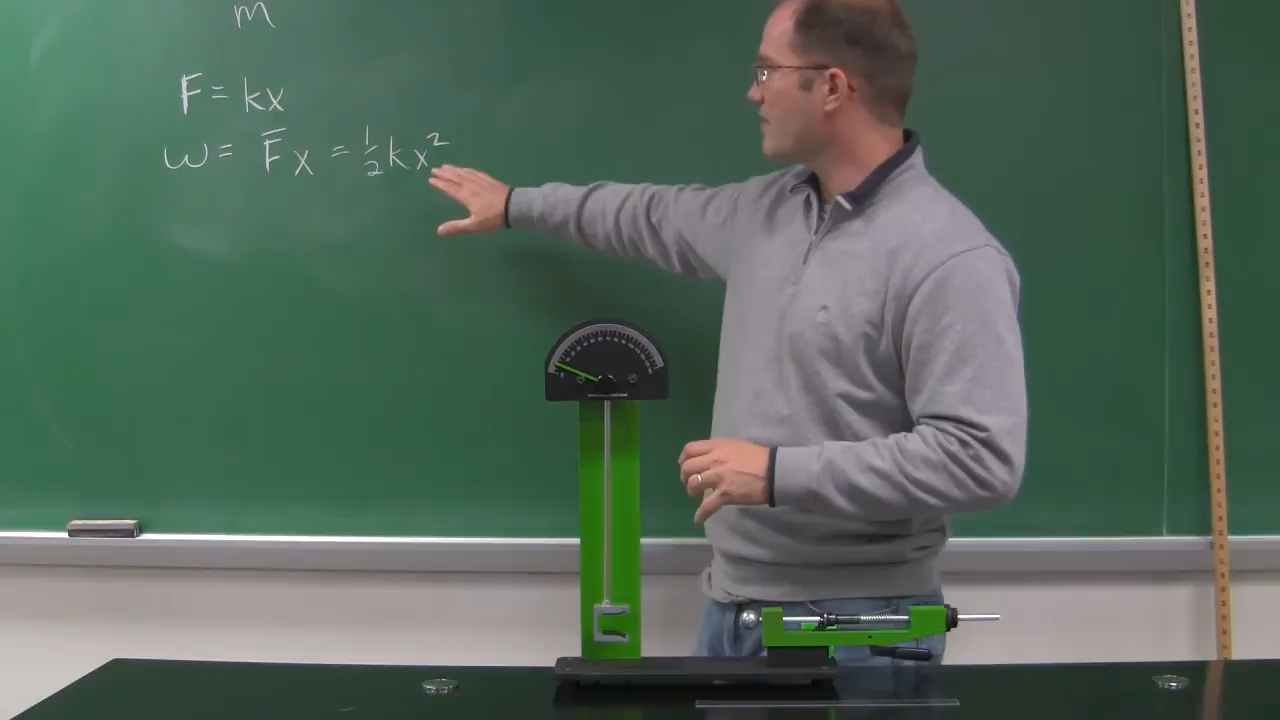 m
F = kx
W = F̅x = ½kx²